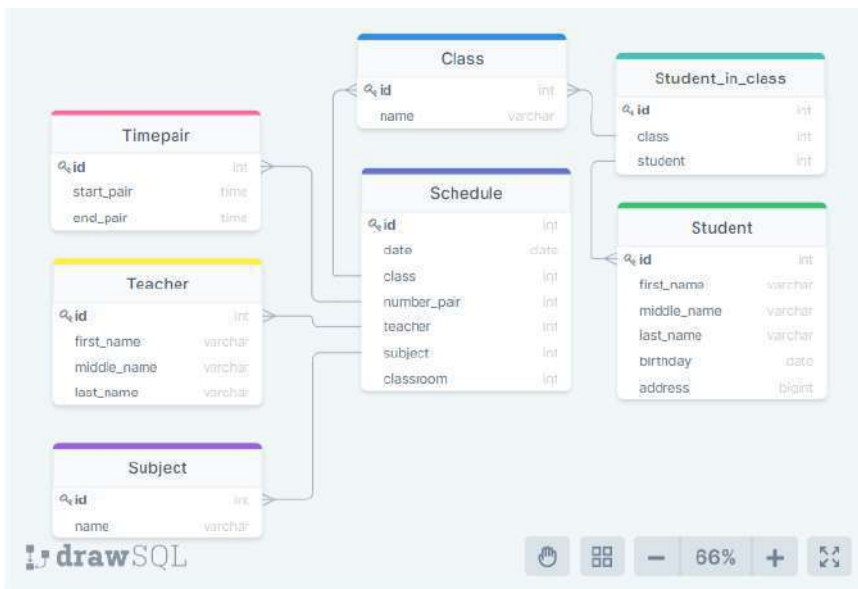 Class
id int
name varchar
Student_in_class
id int
class int
student int
Timepair
id int
start_pair time
end_pair time
Schedule
id int
date date
class int
number_pair int
teacher int
subject int
classroom int
Student
id int
first_name varchar
middle_name varchar
last_name varchar
birthday date
address bigint
Teacher
id int
first_name varchar
middle_name varchar
last_name varchar
Subject
id int
name varchar
drawSQL
66%